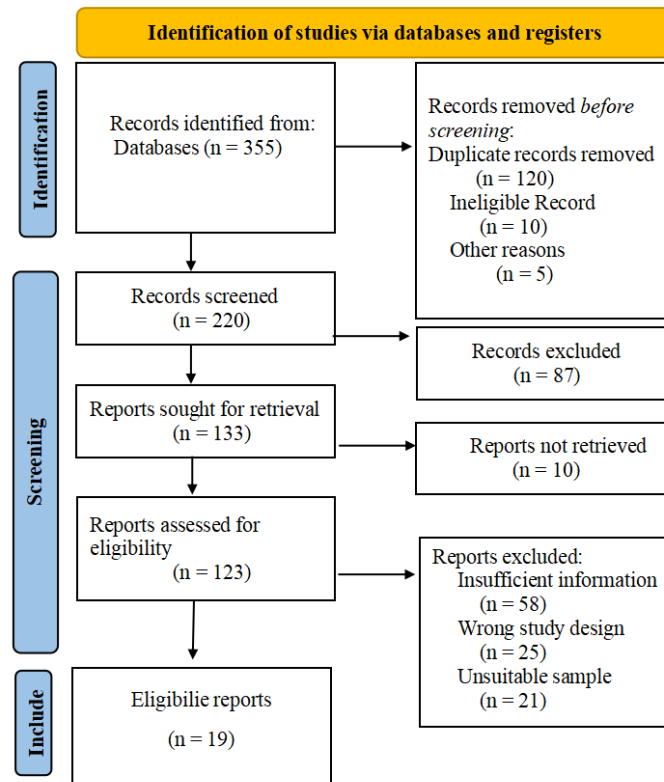 Identification of studies via databases and registers
Identification
Records identified from:
Databases (n = 355)
Records removed before
screening:
Duplicate records removed
(n = 120)
Ineligible Record
(n = 10)
Other reasons
(n = 5)
Screening
Records screened
(n = 220)
Records excluded
(n = 87)
Reports sought for retrieval
(n = 133)
Reports not retrieved
(n = 10)
Reports assessed for
eligibility
(n = 123)
Reports excluded:
Insufficient information
(n = 58)
Wrong study design
(n = 25)
Unsuitable sample
(n = 21)
Include
Eligibilie reports
(n = 19)